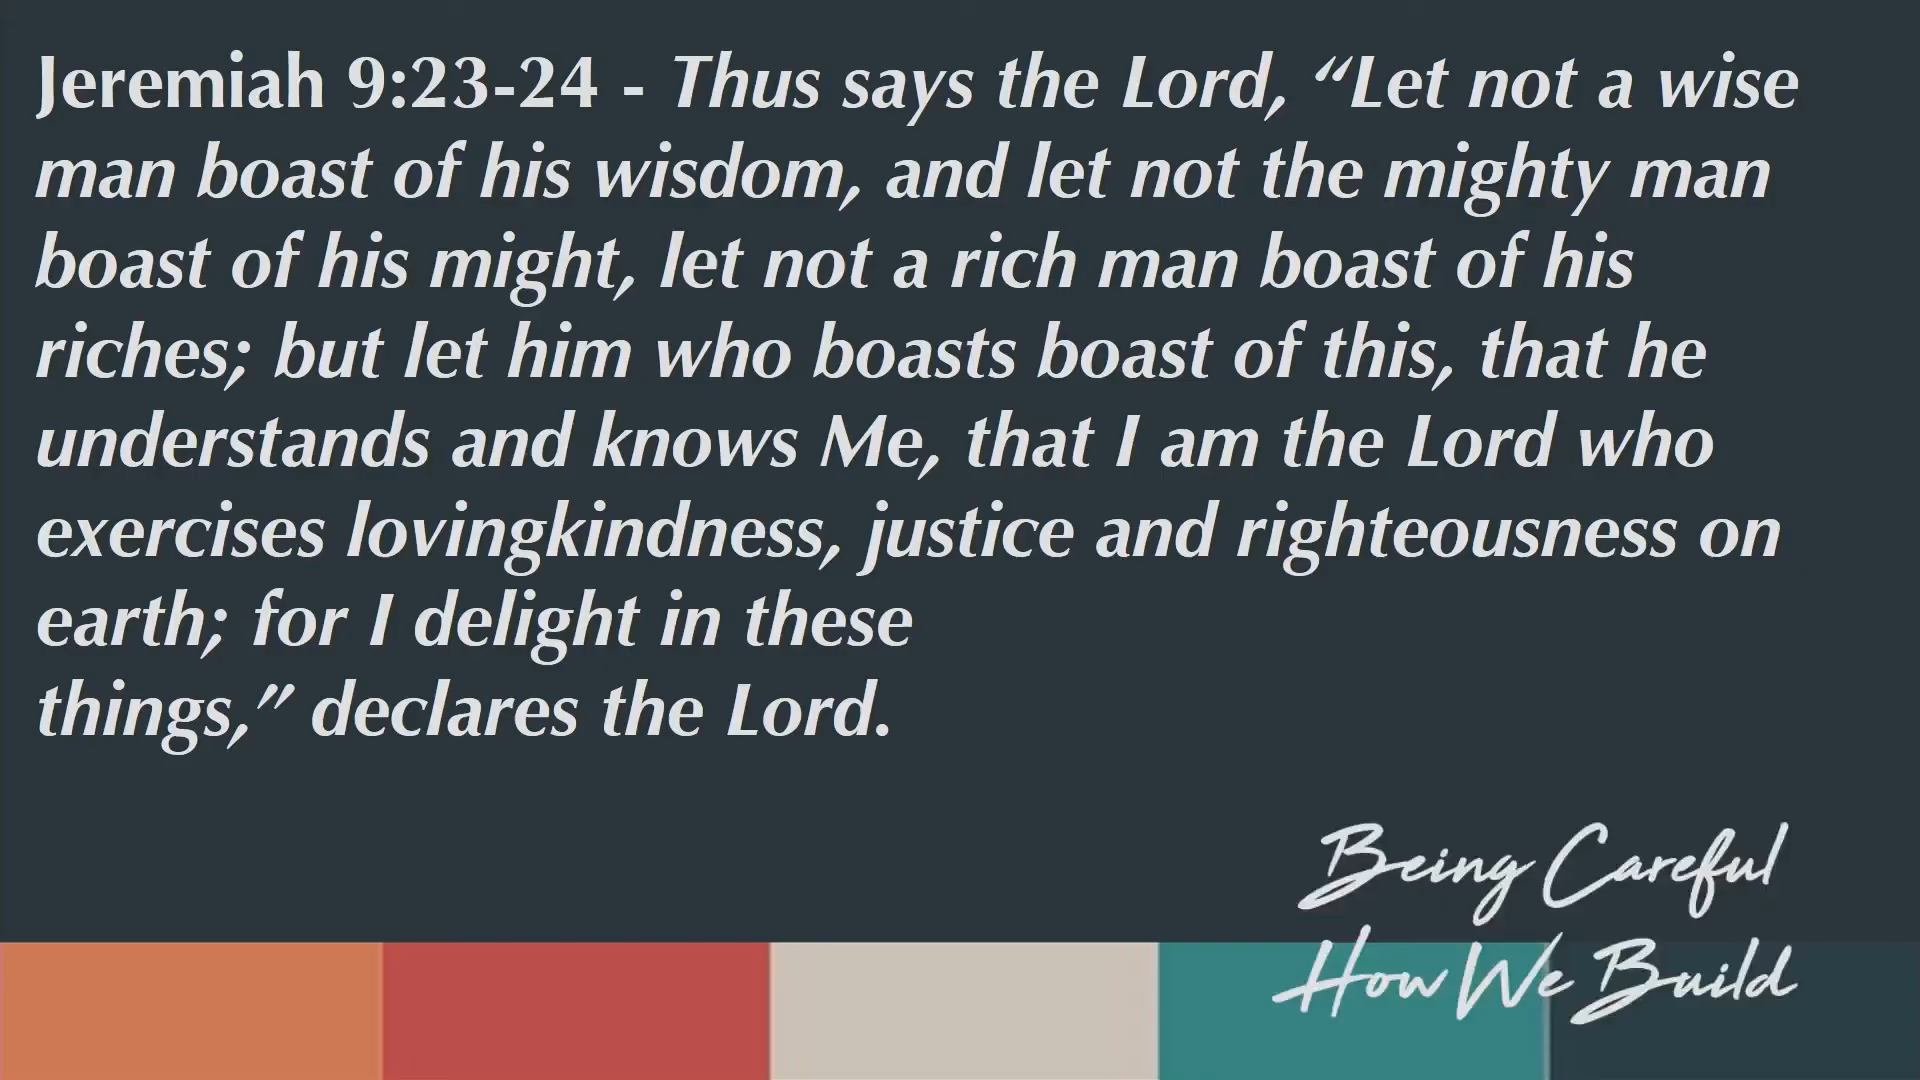 Jeremiah 9:23-24 - Thus says the Lord, “Let not a wise
man boast of his wisdom, and let not the mighty man
boast of his might, let not a rich man boast of his
riches; but let him who boasts boast of this, that he
understands and knows Me, that I am the Lord who
exercises lovingkindness, justice and righteousness on
earth; for I delight in these
things,” declares the Lord.
Being Careful
How We Build